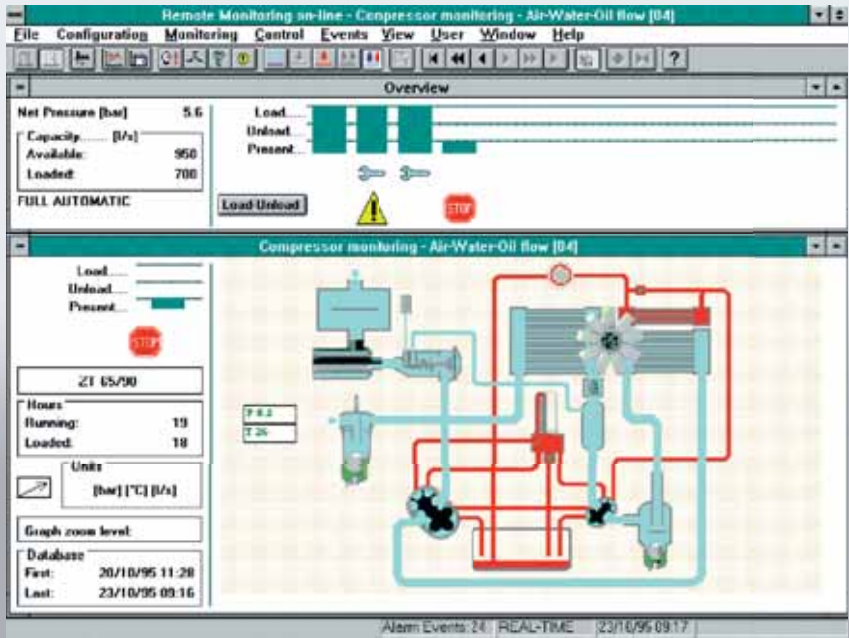 Remote Monitoring on-line - Conpressor monitoring - Air-Water-Oil flow [04]
File Configuration Monitoring Control Events View User Window Help
Overview
Net Pressure [bar] 5.6
Capacity...... [l/s]
Available: 950
Loaded: 700
FULL AUTOMATIC
Load.....
Unload....
Present...
Load-Unload
STOP
Compressor monituring - Air-Water-Oil flow [04]
Load.....
Unload....
Present...
STOP
ZT 65/90
Hours
Running: 19
Loaded: 18
Units
[bar] [°C] [l/s]
Graph zoom level:
Database
First: 20/10/95 11:28
Last: 23/10/95 09:16
T 26
Alarm Events: 24 REAL-TIME 23/10/95 09:17